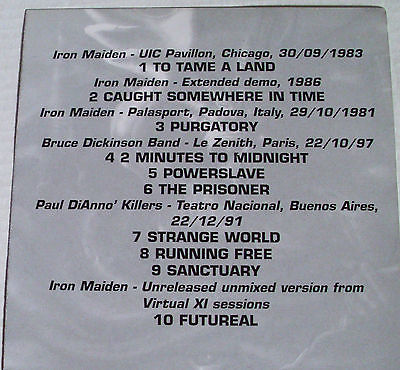 Iron Maiden - UIC Pavillon, Chicago, 30/09/1983
1 TO TAME A LAND
Iron Maiden - Extended demo, 1986
2 CAUGHT SOMEWHERE IN TIME
Iron Maiden - Palasport, Padova, Italy, 29/10/1981
3 PURGATORY
Bruce Dickinson Band - Le Zenith, Paris, 22/10/97
4 2 MINUTES TO MIDNIGHT
5 POWERSLAVE
6 THE PRISONER
Paul DiAnno' Killers - Teatro Nacional, Buenos Aires,
22/12/91
7 STRANGE WORLD
8 RUNNING FREE
9 SANCTUARY
Iron Maiden - Unreleased unmixed version from
Virtual XI sessions
10 FUTUREAL